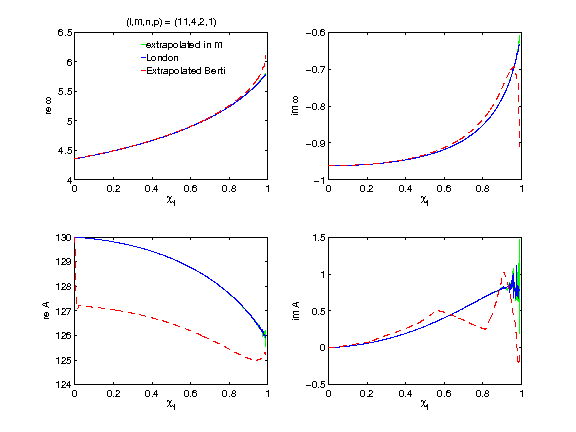 (l,m,n,p) = (11,4,2,1)
6.5
6
5.5
5
4.5
4
re ω
0 0.2 0.4 0.6 0.8 1
χf
extrapolated in m
London
Extrapolated Berti
−0.6
−0.7
−0.8
−0.9
−1
im ω
0 0.2 0.4 0.6 0.8 1
χf
130
129
128
127
126
125
124
re A
0 0.2 0.4 0.6 0.8 1
χf
1.5
1
0.5
0
−0.5
im A
0 0.2 0.4 0.6 0.8 1
χf